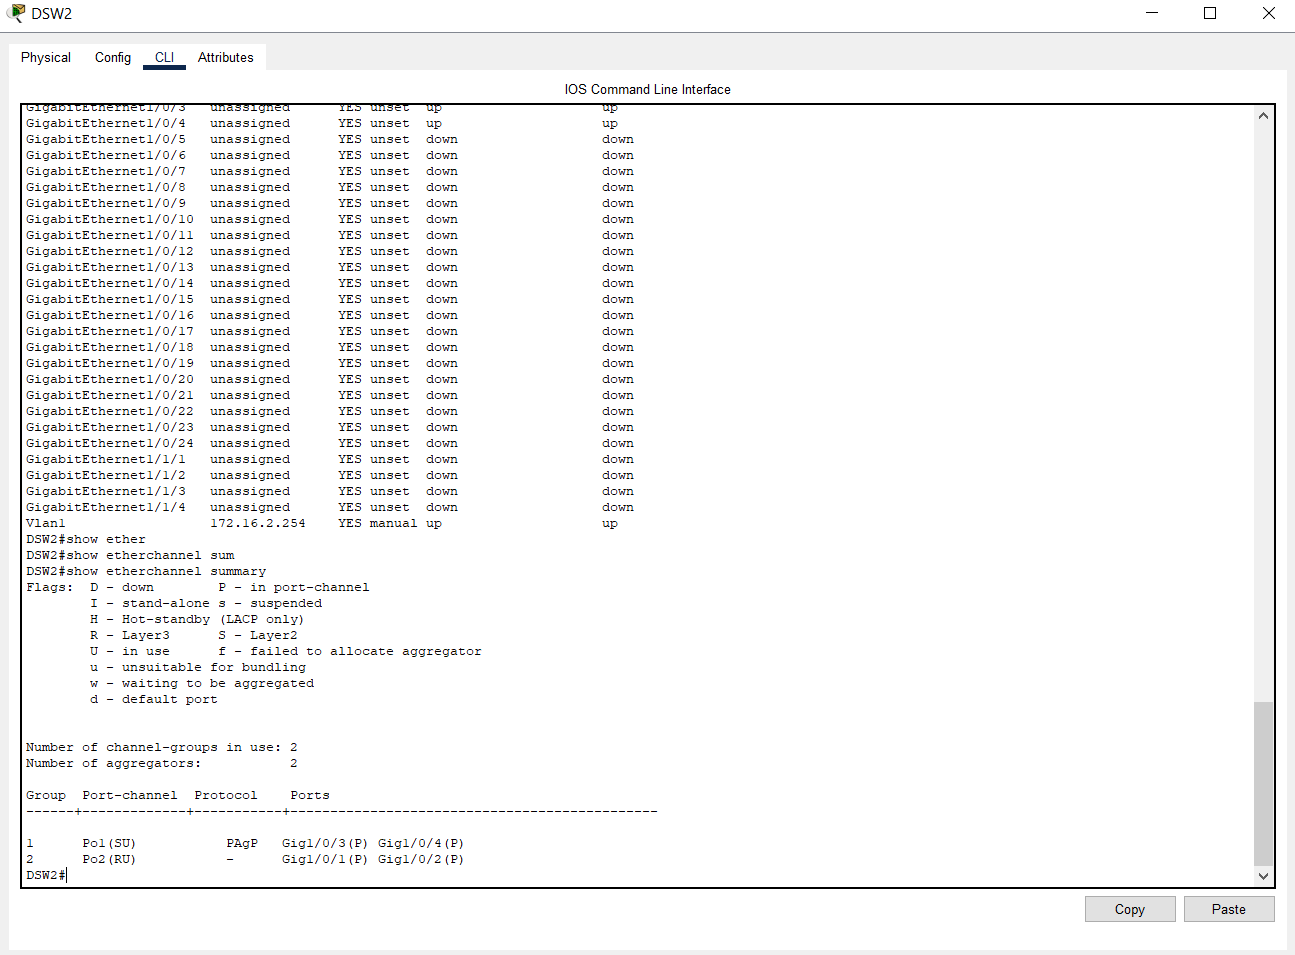 DSW2
Physical Config CLI Attributes
IOS Command Line Interface
GigabitEthernet1/0/3   unassigned      YES unset  up                    up
GigabitEthernet1/0/4   unassigned      YES unset  up                    up
GigabitEthernet1/0/5   unassigned      YES unset  down                  down
GigabitEthernet1/0/6   unassigned      YES unset  down                  down
GigabitEthernet1/0/7   unassigned      YES unset  down                  down
GigabitEthernet1/0/8   unassigned      YES unset  down                  down
GigabitEthernet1/0/9   unassigned      YES unset  down                  down
GigabitEthernet1/0/10  unassigned      YES unset  down                  down
GigabitEthernet1/0/11  unassigned      YES unset  down                  down
GigabitEthernet1/0/12  unassigned      YES unset  down                  down
GigabitEthernet1/0/13  unassigned      YES unset  down                  down
GigabitEthernet1/0/14  unassigned      YES unset  down                  down
GigabitEthernet1/0/15  unassigned      YES unset  down                  down
GigabitEthernet1/0/16  unassigned      YES unset  down                  down
GigabitEthernet1/0/17  unassigned      YES unset  down                  down
GigabitEthernet1/0/18  unassigned      YES unset  down                  down
GigabitEthernet1/0/19  unassigned      YES unset  down                  down
GigabitEthernet1/0/20  unassigned      YES unset  down                  down
GigabitEthernet1/0/21  unassigned      YES unset  down                  down
GigabitEthernet1/0/22  unassigned      YES unset  down                  down
GigabitEthernet1/0/23  unassigned      YES unset  down                  down
GigabitEthernet1/0/24  unassigned      YES unset  down                  down
GigabitEthernet1/1/1   unassigned      YES unset  down                  down
GigabitEthernet1/1/2   unassigned      YES unset  down                  down
GigabitEthernet1/1/3   unassigned      YES unset  down                  down
GigabitEthernet1/1/4   unassigned      YES unset  down                  down
Vlan1                  172.16.2.254    YES manual up                    up
DSW2#show ether
DSW2#show etherchannel sum
DSW2#show etherchannel summary
Flags:  D - down        P - in port-channel
        I - stand-alone s - suspended
        H - Hot-standby (LACP only)
        R - Layer3      S - Layer2
        U - in use      f - failed to allocate aggregator
        u - unsuitable for bundling
        w - waiting to be aggregated
        d - default port
Number of channel-groups in use: 2
Number of aggregators:           2
Group  Port-channel  Protocol    Ports
------+-------------+-----------+----------------------------------------------
1      Po1(SU)           PAgP   Gig1/0/3(P) Gig1/0/4(P)
2      Po2(RU)           -      Gig1/0/1(P) Gig1/0/2(P)
DSW2#
Copy Paste